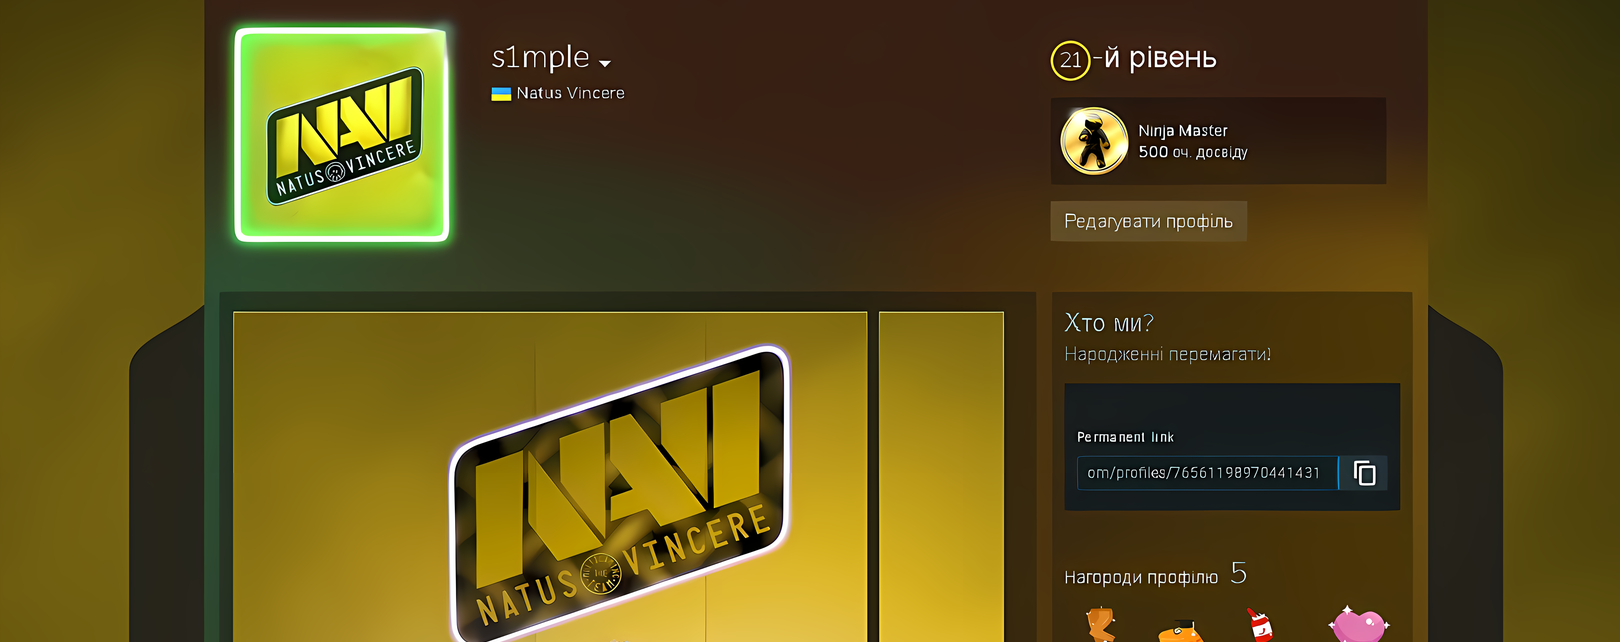 NAVI
NATUS VINCERE
s1mple
Natus Vincere
21-й рівень
Ninja Master
500 оч. досвіду
Редагувати профіль
NAVI
NATUS VINCERE
Хто ми?
Народженні перемагати!
Permanent link
om/profiles/76561198970441431
Нагороди профілю 5